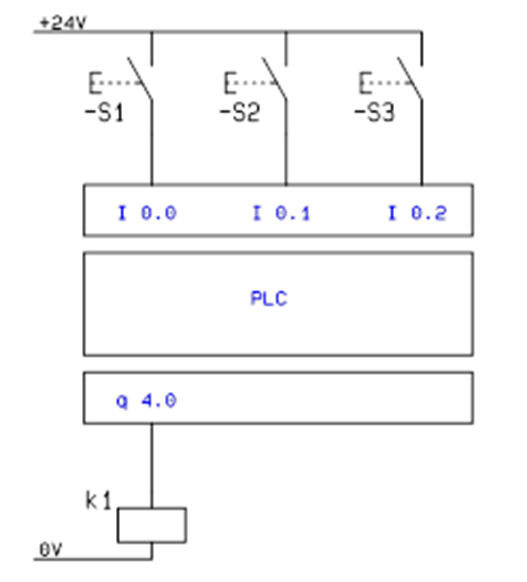 +24V
-S1 -S2 -S3
I 0.0 I 0.1 I 0.2
PLC
q 4.0
k1
0V